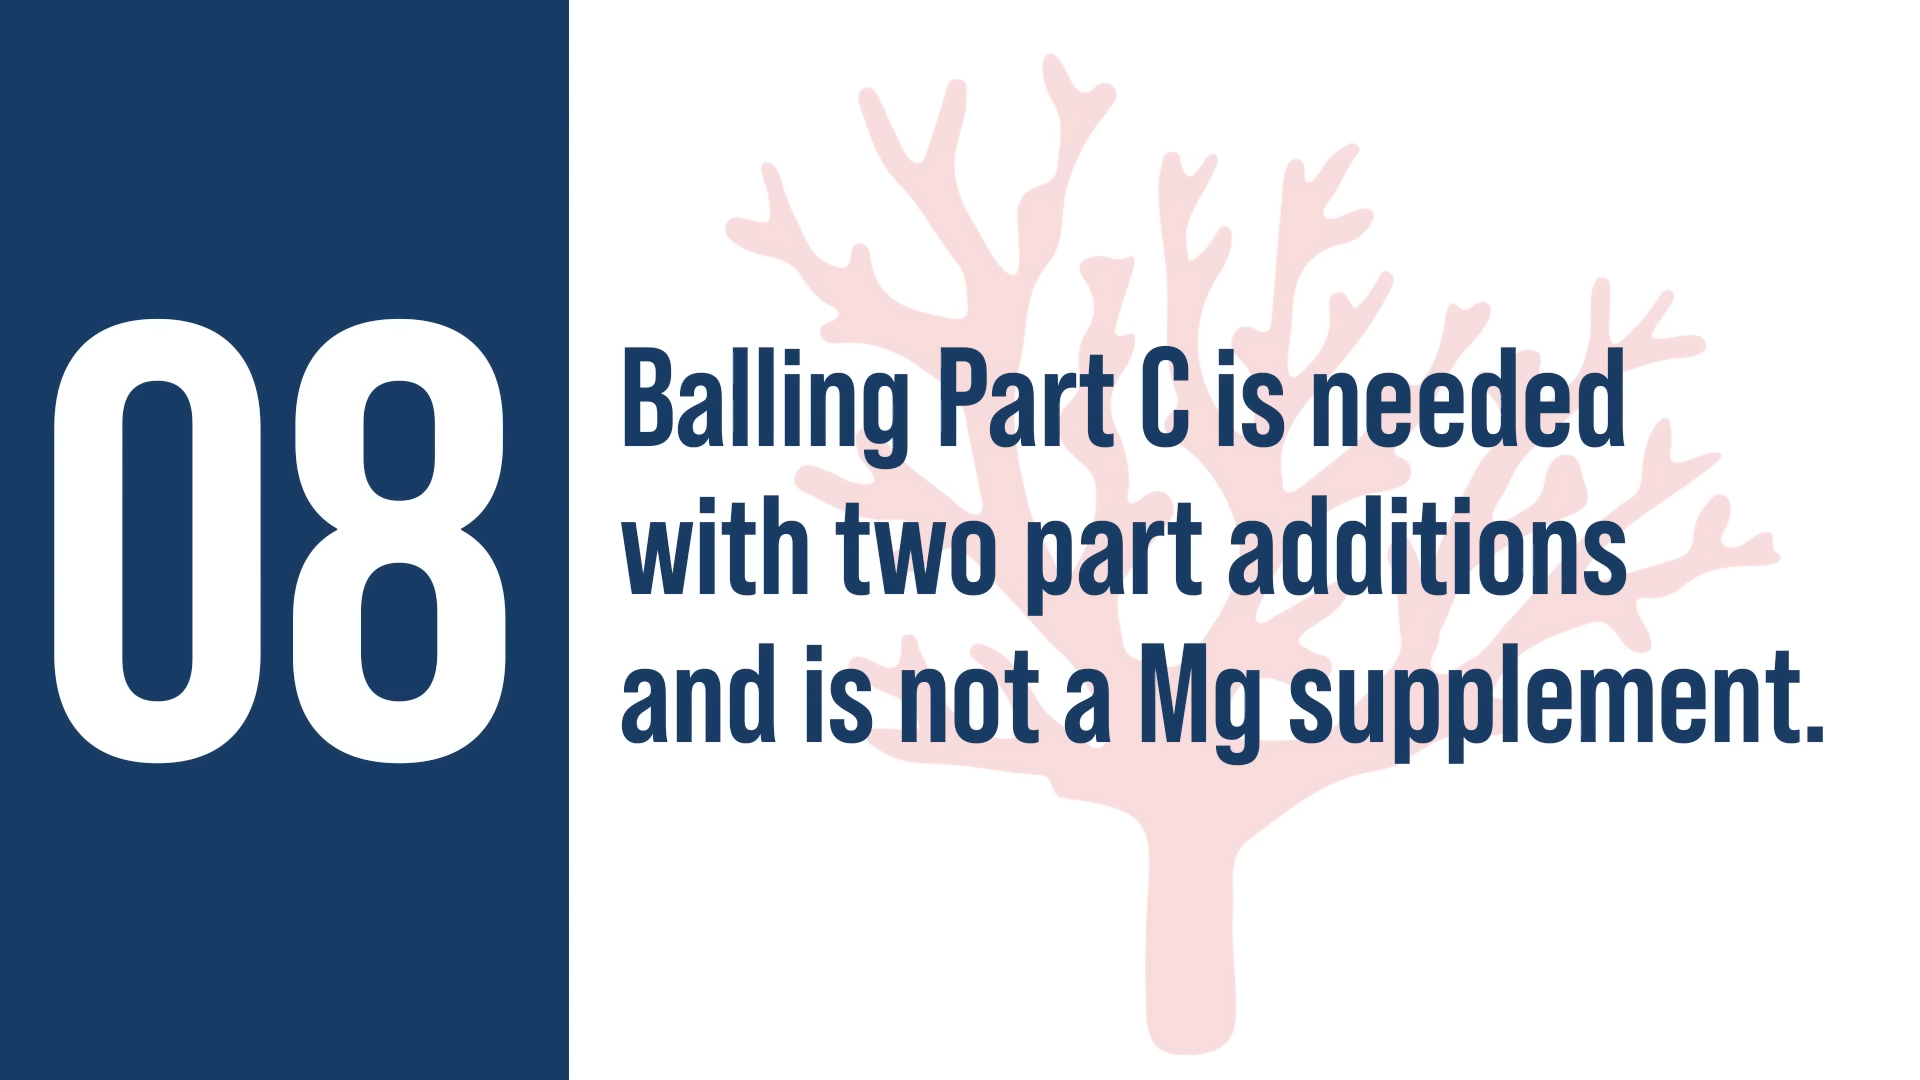 08
Balling Part C is needed
with two part additions
and is not a Mg supplement.